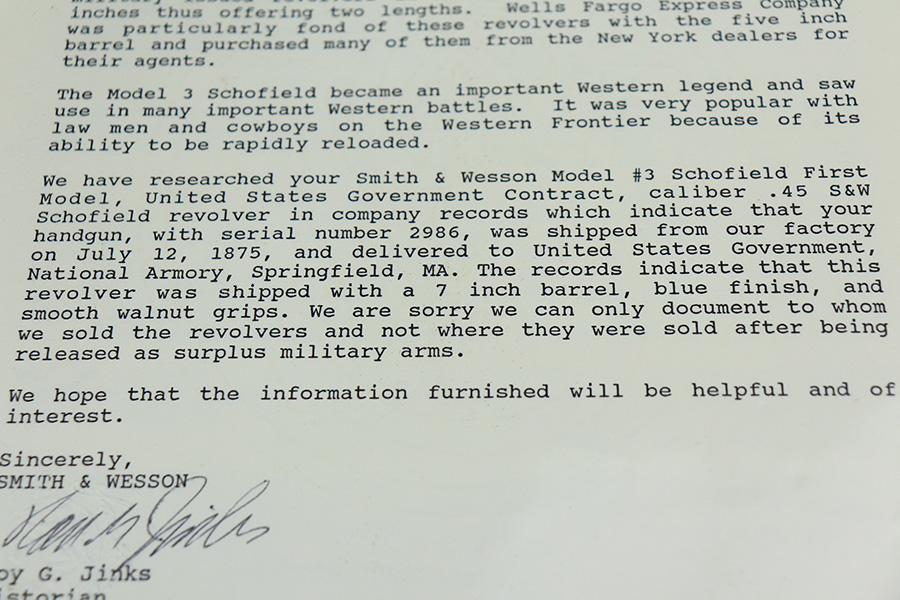 military issued revolvers
inches thus offering two lengths. Wells Fargo Express Company
was particularly fond of these revolvers with the five inch
barrel and purchased many of them from the New York dealers for
their agents.
The Model 3 Schofield became an important Western legend and saw
use in many important Western battles. It was very popular with
law men and cowboys on the Western Frontier because of its
ability to be rapidly reloaded.
We have researched your Smith & Wesson Model #3 Schofield First
Model, United States Government Contract, caliber .45 S&W
Schofield revolver in company records which indicate that your
handgun, with serial number 2986, was shipped from our factory
on July 12, 1875, and delivered to United States Government,
National Armory, Springfield, MA. The records indicate that this
revolver was shipped with a 7 inch barrel, blue finish, and
smooth walnut grips. We are sorry we can only document to whom
we sold the revolvers and not where they were sold after being
released as surplus military arms.
We hope that the information furnished will be helpful and of
interest.
Sincerely,
SMITH & WESSON
oy G. Jinks
istorian